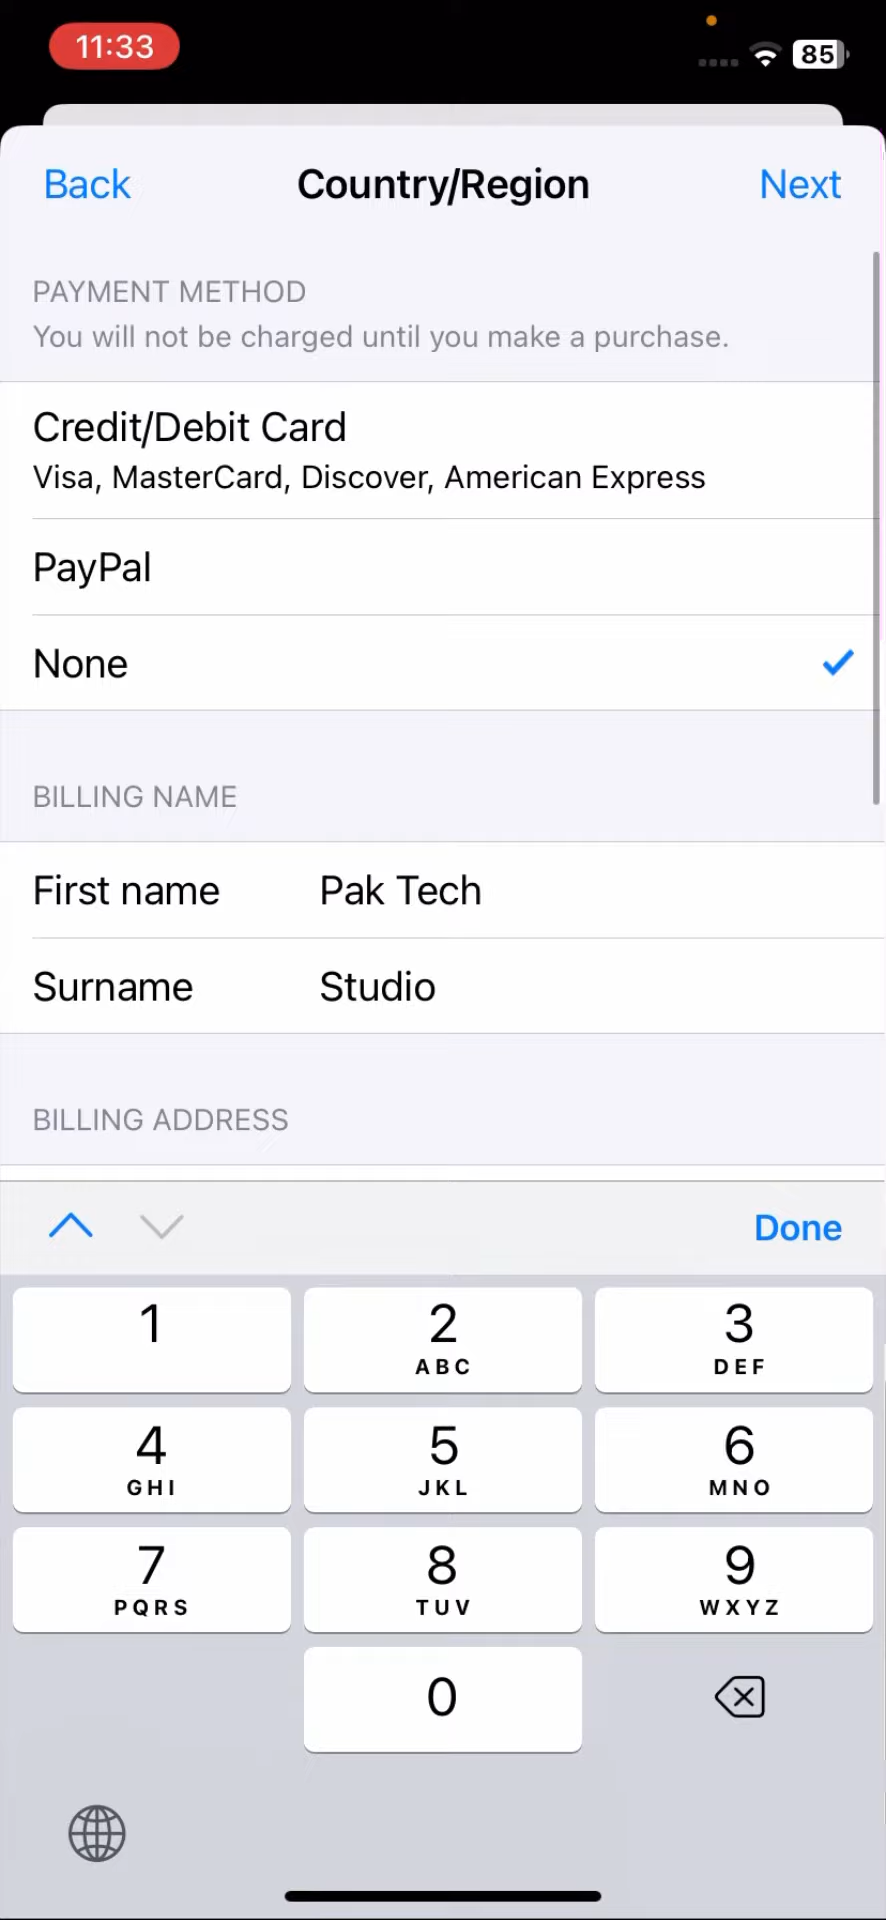 11:33
85
Back
Country/Region
Next
PAYMENT METHOD
You will not be charged until you make a purchase.
Credit/Debit Card
Visa, MasterCard, Discover, American Express
PayPal
None
BILLING NAME
First name Pak Tech
Surname Studio
BILLING ADDRESS
Done
1 2 3
ABC DEF
4 5 6
GHI JKL MNO
7 8 9
PQRS TUV WXYZ
0